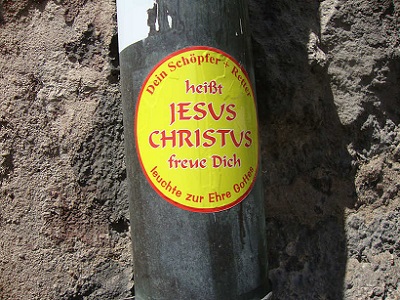 Dein Schöpfer + Retter
heißt
JESUS
CHRISTUS
freue Dich
leuchte zur Ehre Gottes